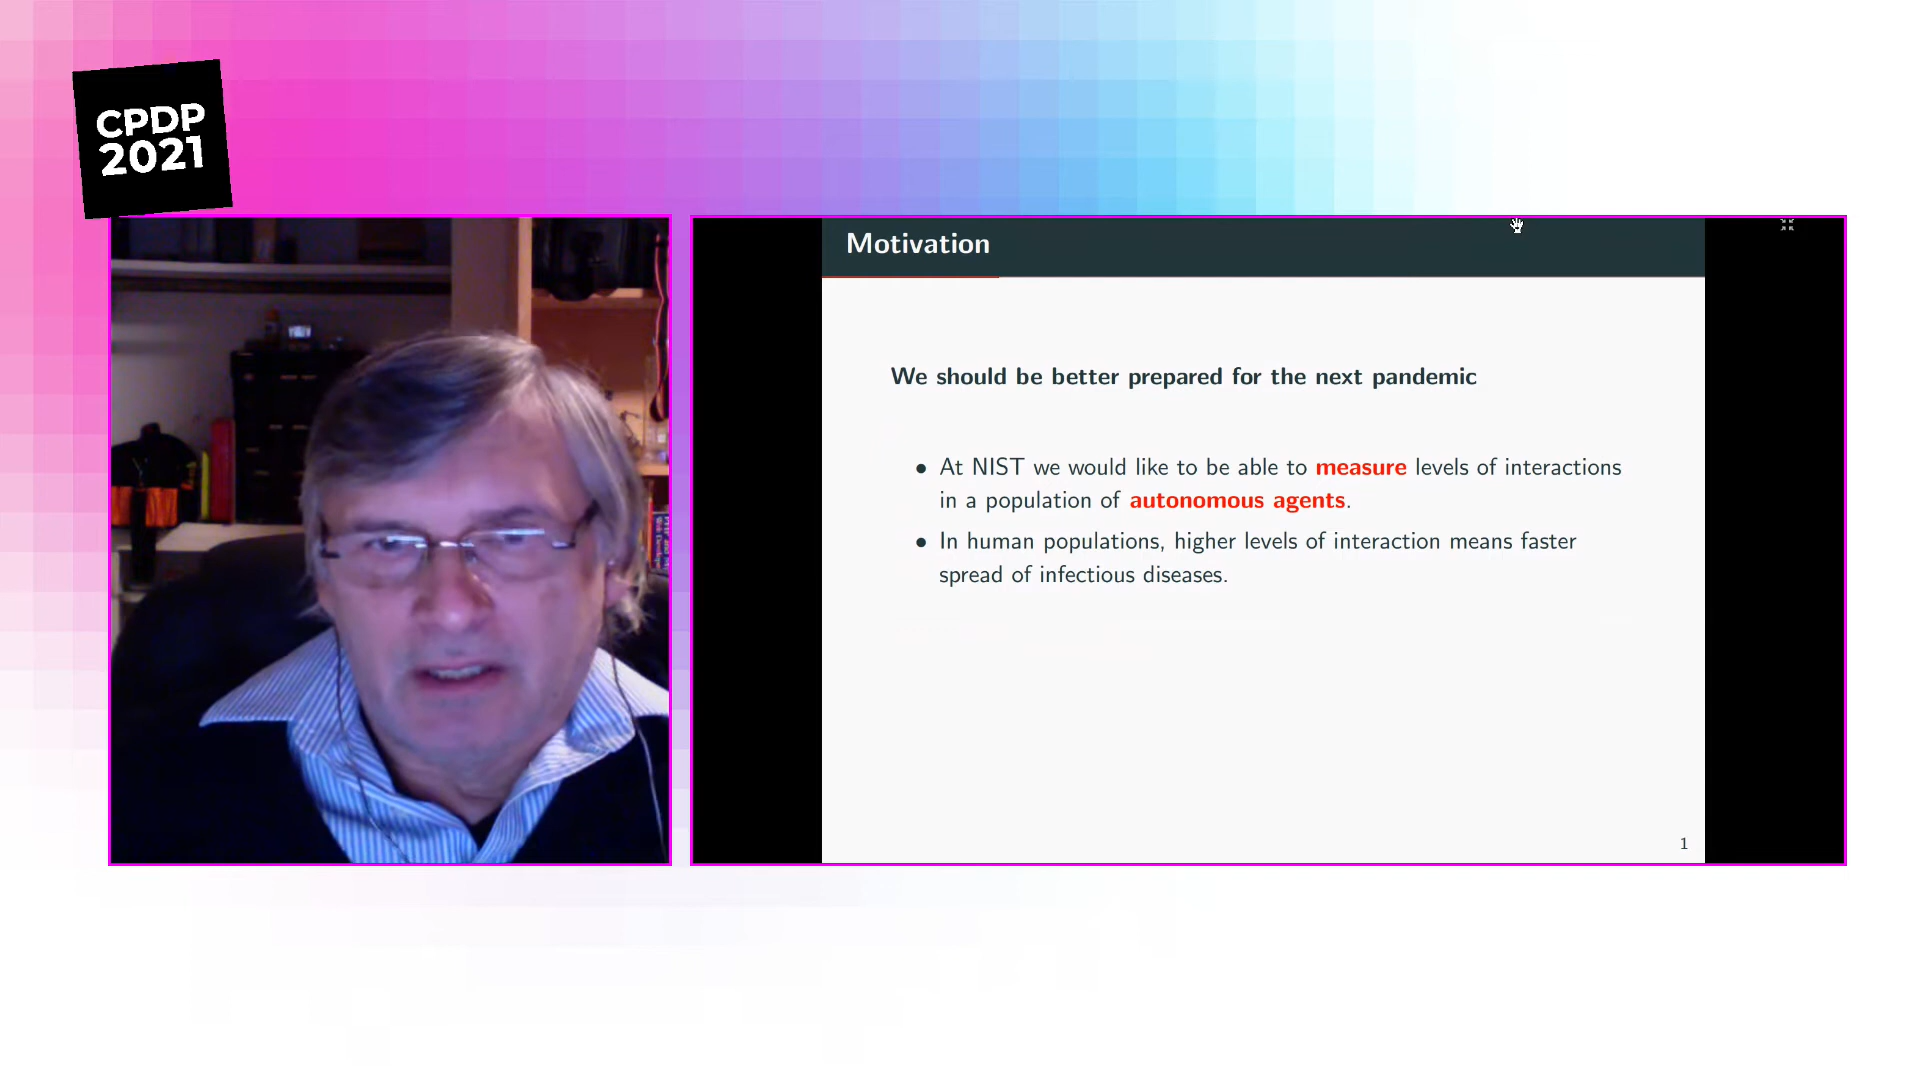 CPDP
2021
Motivation
We should be better prepared for the next pandemic
• At NIST we would like to be able to measure levels of interactions
in a population of autonomous agents.
• In human populations, higher levels of interaction means faster
spread of infectious diseases.
1